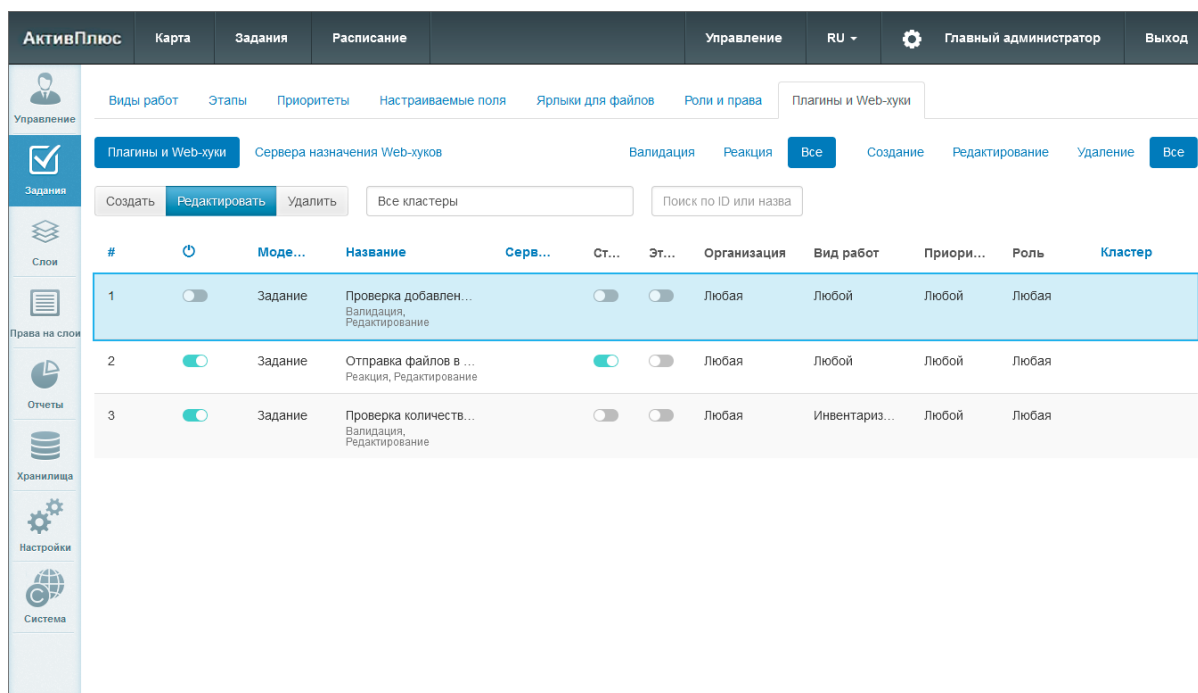 АктивПлюс Карта Задания Расписание Управление RU Главный администратор Выход
Управление
Задания
Слои
Права на слои
Отчеты
Хранилища
Настройки
Система
Виды работ Этапы Приоритеты Настраиваемые поля Ярлыки для файлов Роли и права Плагины и Web-хуки
Плагины и Web-хуки Сервера назначения Web-хуков Валидация Реакция Все Создание Редактирование Удаление Все
Создать Редактировать Удалить Все кластеры Поиск по ID или назва
# Моде... Название Серв... Ст... Эт... Организация Вид работ Приори... Роль Кластер
1 Задание Проверка добавлен... Любая Любой Любой Любая
Валидация,
Редактирование
2 Задание Отправка файлов в ... Любая Любой Любой Любая
Реакция, Редактирование
3 Задание Проверка количеств... Любая Инвентариз... Любой Любая
Валидация,
Редактирование